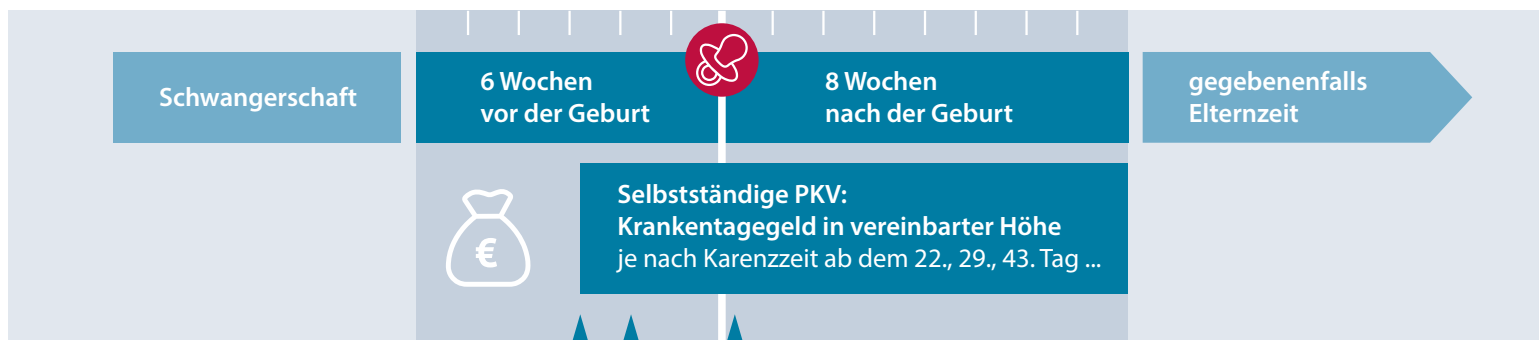 Schwangerschaft
6 Wochen
vor der Geburt
8 Wochen
nach der Geburt
gegebenenfalls
Elternzeit
€
Selbstständige PKV:
Krankentagegeld in vereinbarter Höhe
je nach Karenzzeit ab dem 22., 29., 43. Tag ...